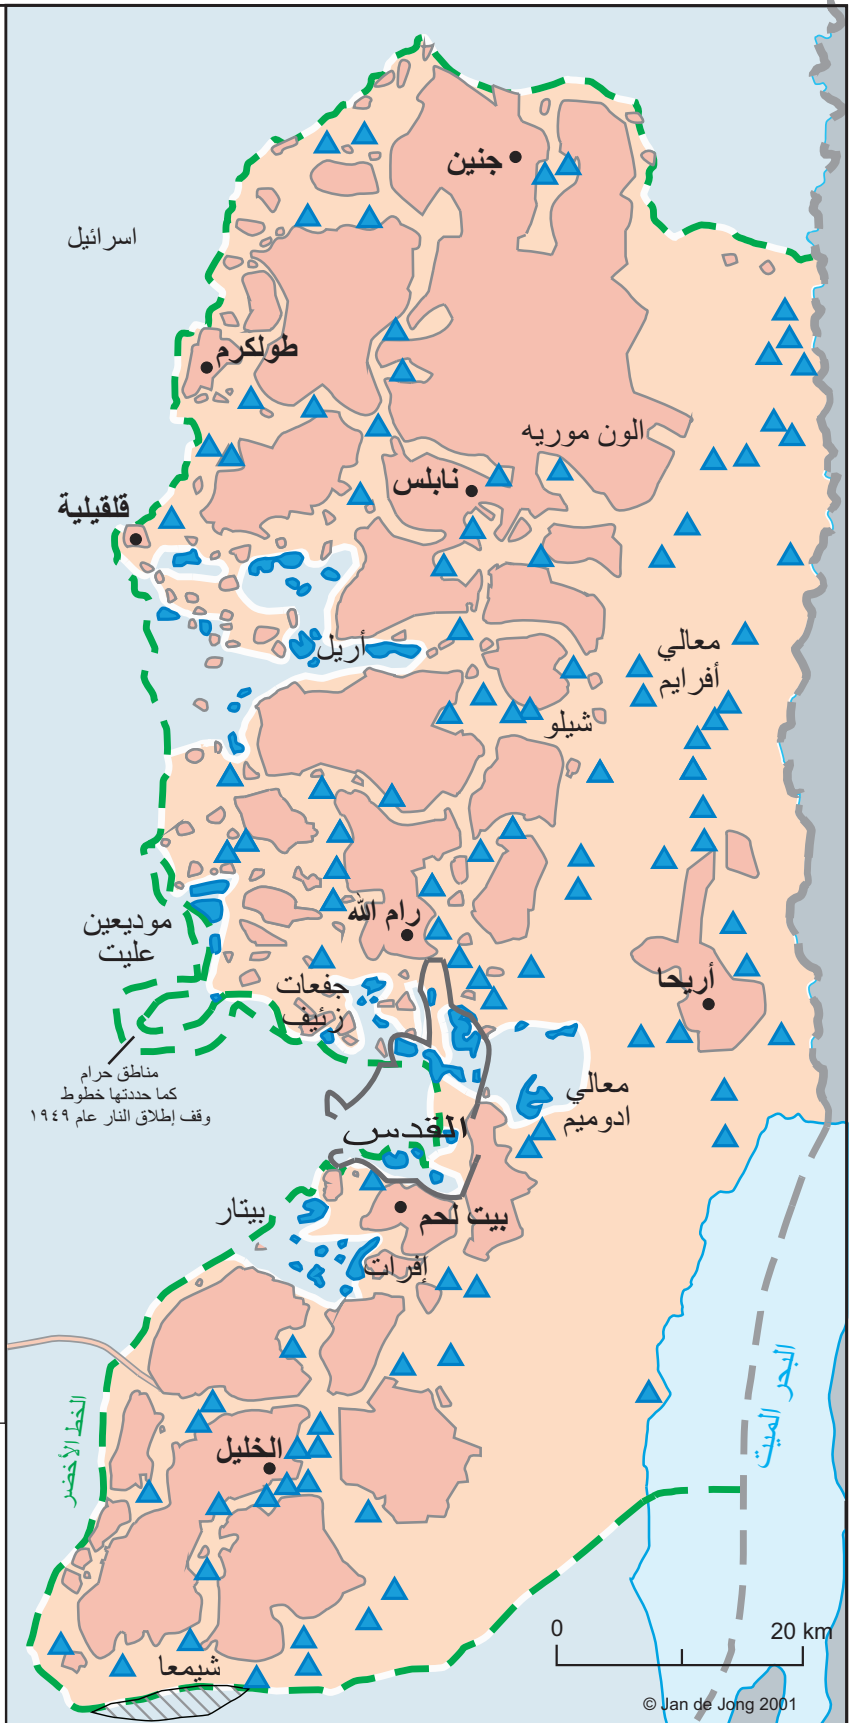 جنين
اسرائيل
طولكرم
الون موريه
نابلس
قلقيلية
أريل
معالي
أفرايم
شيلو
موديعين
عليت
رام الله
جفعات
زئيف
أريحا
مناطق حرام
كما حددتها خطوط
وقف إطلاق النار عام ١٩٤٩
معالي
ادوميم
القدس
بيتار
بيت لحم
إفرات
البحر الميت
الخط الأخضر
الخليل
شيمعا
0 20 km
© Jan de Jong 2001